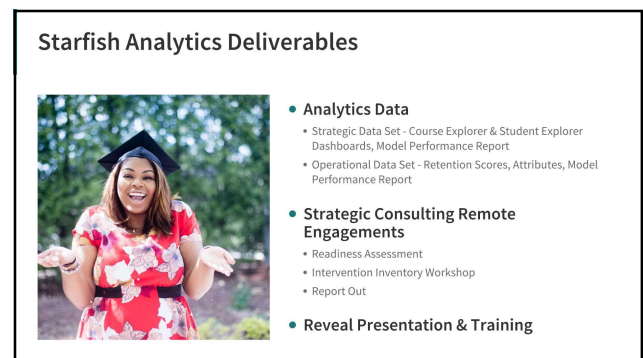 Starfish Analytics Deliverables
Analytics Data
Strategic Data Set - Course Explorer & Student Explorer
Dashboards, Model Performance Report
Operational Data Set - Retention Scores, Attributes, Model
Performance Report
Strategic Consulting Remote
Engagements
Readiness Assessment
Intervention Inventory Workshop
Report Out
Reveal Presentation & Training